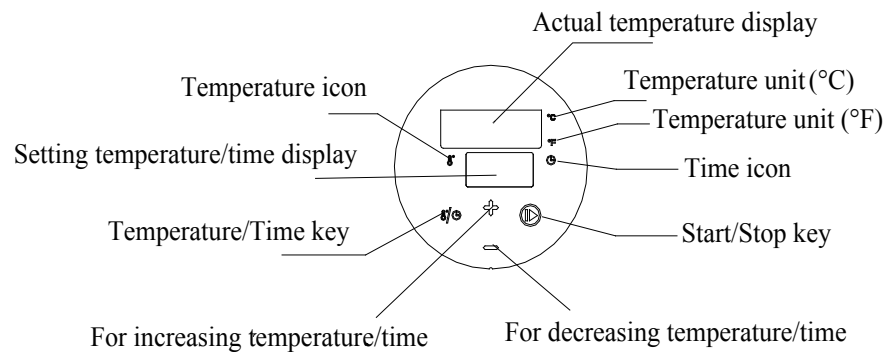 Actual temperature display
Temperature icon
Temperature unit (°C)
°C
Temperature unit (°F)
°F
Setting temperature/time display
Time icon
Temperature/Time key
Start/Stop key
For increasing temperature/time
For decreasing temperature/time